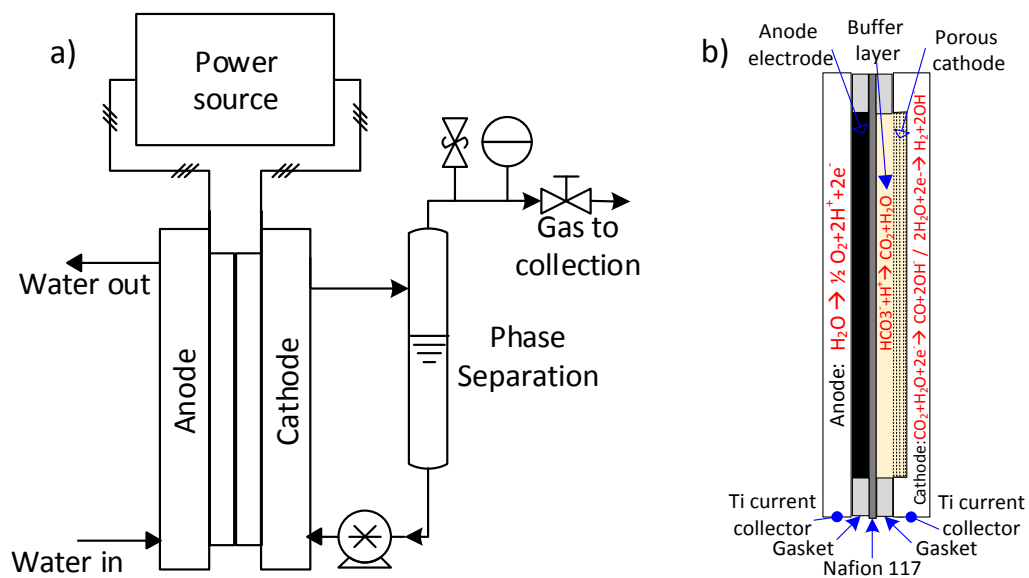 a)
Power
source
Water out
Anode
Cathode
Water in
Gas to
collection
Phase
Separation
b)
Anode
electrode
Buffer
layer
Porous
cathode
Anode: H₂O → ½ O₂+2H⁺+2e⁻
HCO3⁻+H⁺→ CO₂+H₂O
Cathode:CO₂+H₂O+2e⁻→ CO+2OH⁻ / 2H₂O+2e-→ H₂+2OH⁻
Ti current
collector
Gasket
Nafion 117
Gasket
Ti current
collector